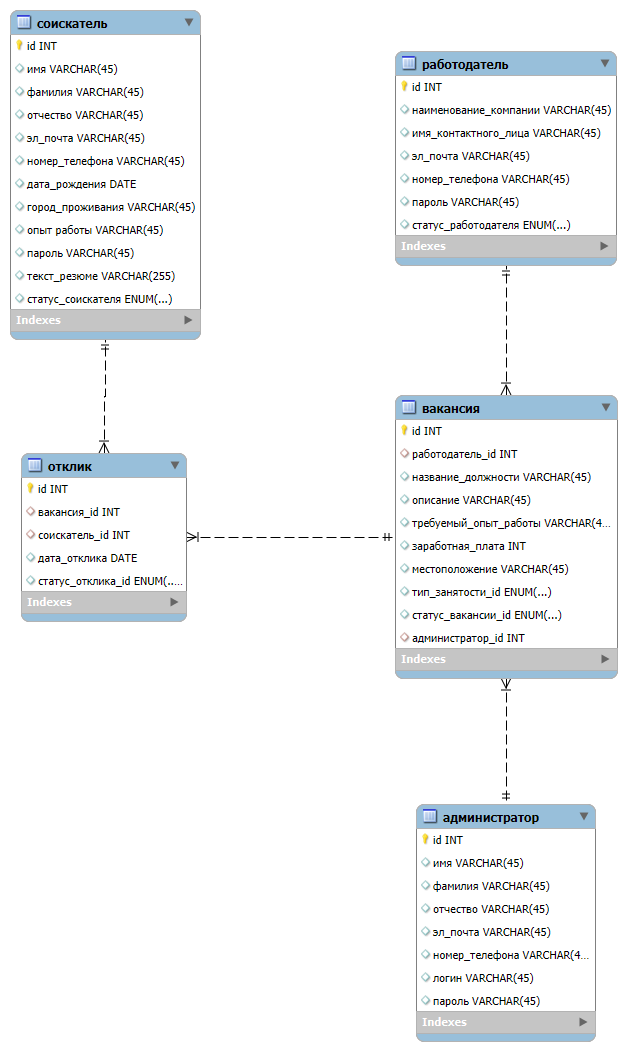 соискатель
id INT
имя VARCHAR(45)
фамилия VARCHAR(45)
отчество VARCHAR(45)
эл_почта VARCHAR(45)
номер_телефона VARCHAR(45)
дата_рождения DATE
город_проживания VARCHAR(45)
опыт работы VARCHAR(45)
пароль VARCHAR(45)
текст_резюме VARCHAR(255)
статус_соискателя ENUM(...)
Indexes
работодатель
id INT
наименование_компании VARCHAR(45)
имя_контактного_лица VARCHAR(45)
эл_почта VARCHAR(45)
номер_телефона VARCHAR(45)
пароль VARCHAR(45)
статус_работодателя ENUM(...)
Indexes
отклик
id INT
вакансия_id INT
соискатель_id INT
дата_отклика DATE
статус_отклика_id ENUM(.....
Indexes
вакансия
id INT
работодатель_id INT
название_должности VARCHAR(45)
описание VARCHAR(45)
требуемый_опыт_работы VARCHAR(4...
заработная_плата INT
местоположение VARCHAR(45)
тип_занятости_id ENUM(...)
статус_вакансии_id ENUM(...)
администратор_id INT
Indexes
администратор
id INT
имя VARCHAR(45)
фамилия VARCHAR(45)
отчество VARCHAR(45)
эл_почта VARCHAR(45)
номер_телефона VARCHAR(4...
логин VARCHAR(45)
пароль VARCHAR(45)
Indexes